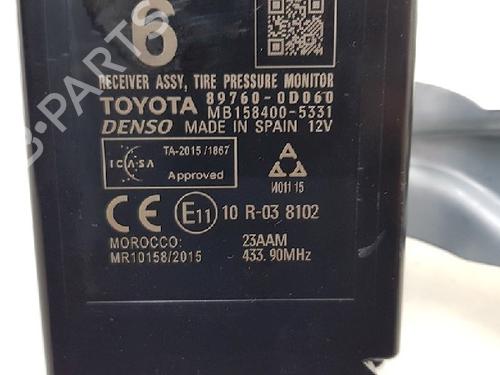 6
RECEIVER ASSY, TIRE PRESSURE MONITOR
TOYOTA 89760-0D060
MB158400-5331
DENSO MADE IN SPAIN 12V
ICASA
TA-2015/1867
Approved
И011 15
CE E11 10 R-03 8102
MOROCCO: 23AAM
MR10158/2015 433.90MHz
B-PARTS